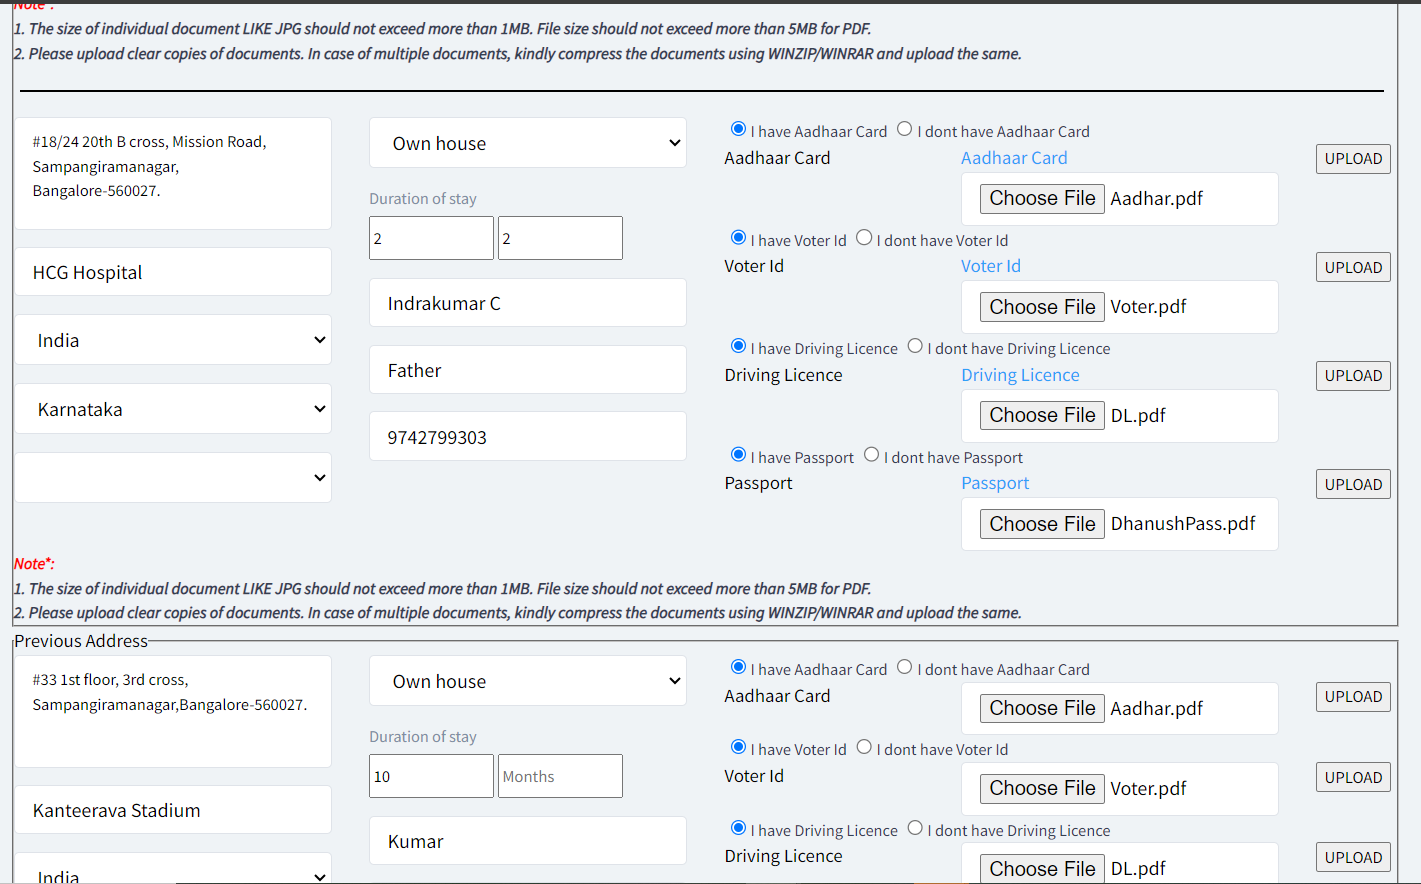 Note*:
1. The size of individual document LIKE JPG should not exceed more than 1MB. File size should not exceed more than 5MB for PDF.
2. Please upload clear copies of documents. In case of multiple documents, kindly compress the documents using WINZIP/WINRAR and upload the same.
#18/24 20th B cross, Mission Road,
Sampangiramanagar,
Bangalore-560027.
HCG Hospital
India
Karnataka
Own house
Duration of stay
2 2
Indrakumar C
Father
9742799303
I have Aadhaar Card I dont have Aadhaar Card
Aadhaar Card Aadhaar Card UPLOAD
Choose File Aadhar.pdf
I have Voter Id I dont have Voter Id
Voter Id Voter Id UPLOAD
Choose File Voter.pdf
I have Driving Licence I dont have Driving Licence
Driving Licence Driving Licence UPLOAD
Choose File DL.pdf
I have Passport I dont have Passport
Passport Passport UPLOAD
Choose File DhanushPass.pdf
Note*:
1. The size of individual document LIKE JPG should not exceed more than 1MB. File size should not exceed more than 5MB for PDF.
2. Please upload clear copies of documents. In case of multiple documents, kindly compress the documents using WINZIP/WINRAR and upload the same.
Previous Address
#33 1st floor, 3rd cross,
Sampangiramanagar,Bangalore-560027.
Kanteerava Stadium
India
Own house
Duration of stay
10 Months
Kumar
I have Aadhaar Card I dont have Aadhaar Card
Aadhaar Card Choose File Aadhar.pdf UPLOAD
I have Voter Id I dont have Voter Id
Voter Id Choose File Voter.pdf UPLOAD
I have Driving Licence I dont have Driving Licence
Driving Licence Choose File DL.pdf UPLOAD